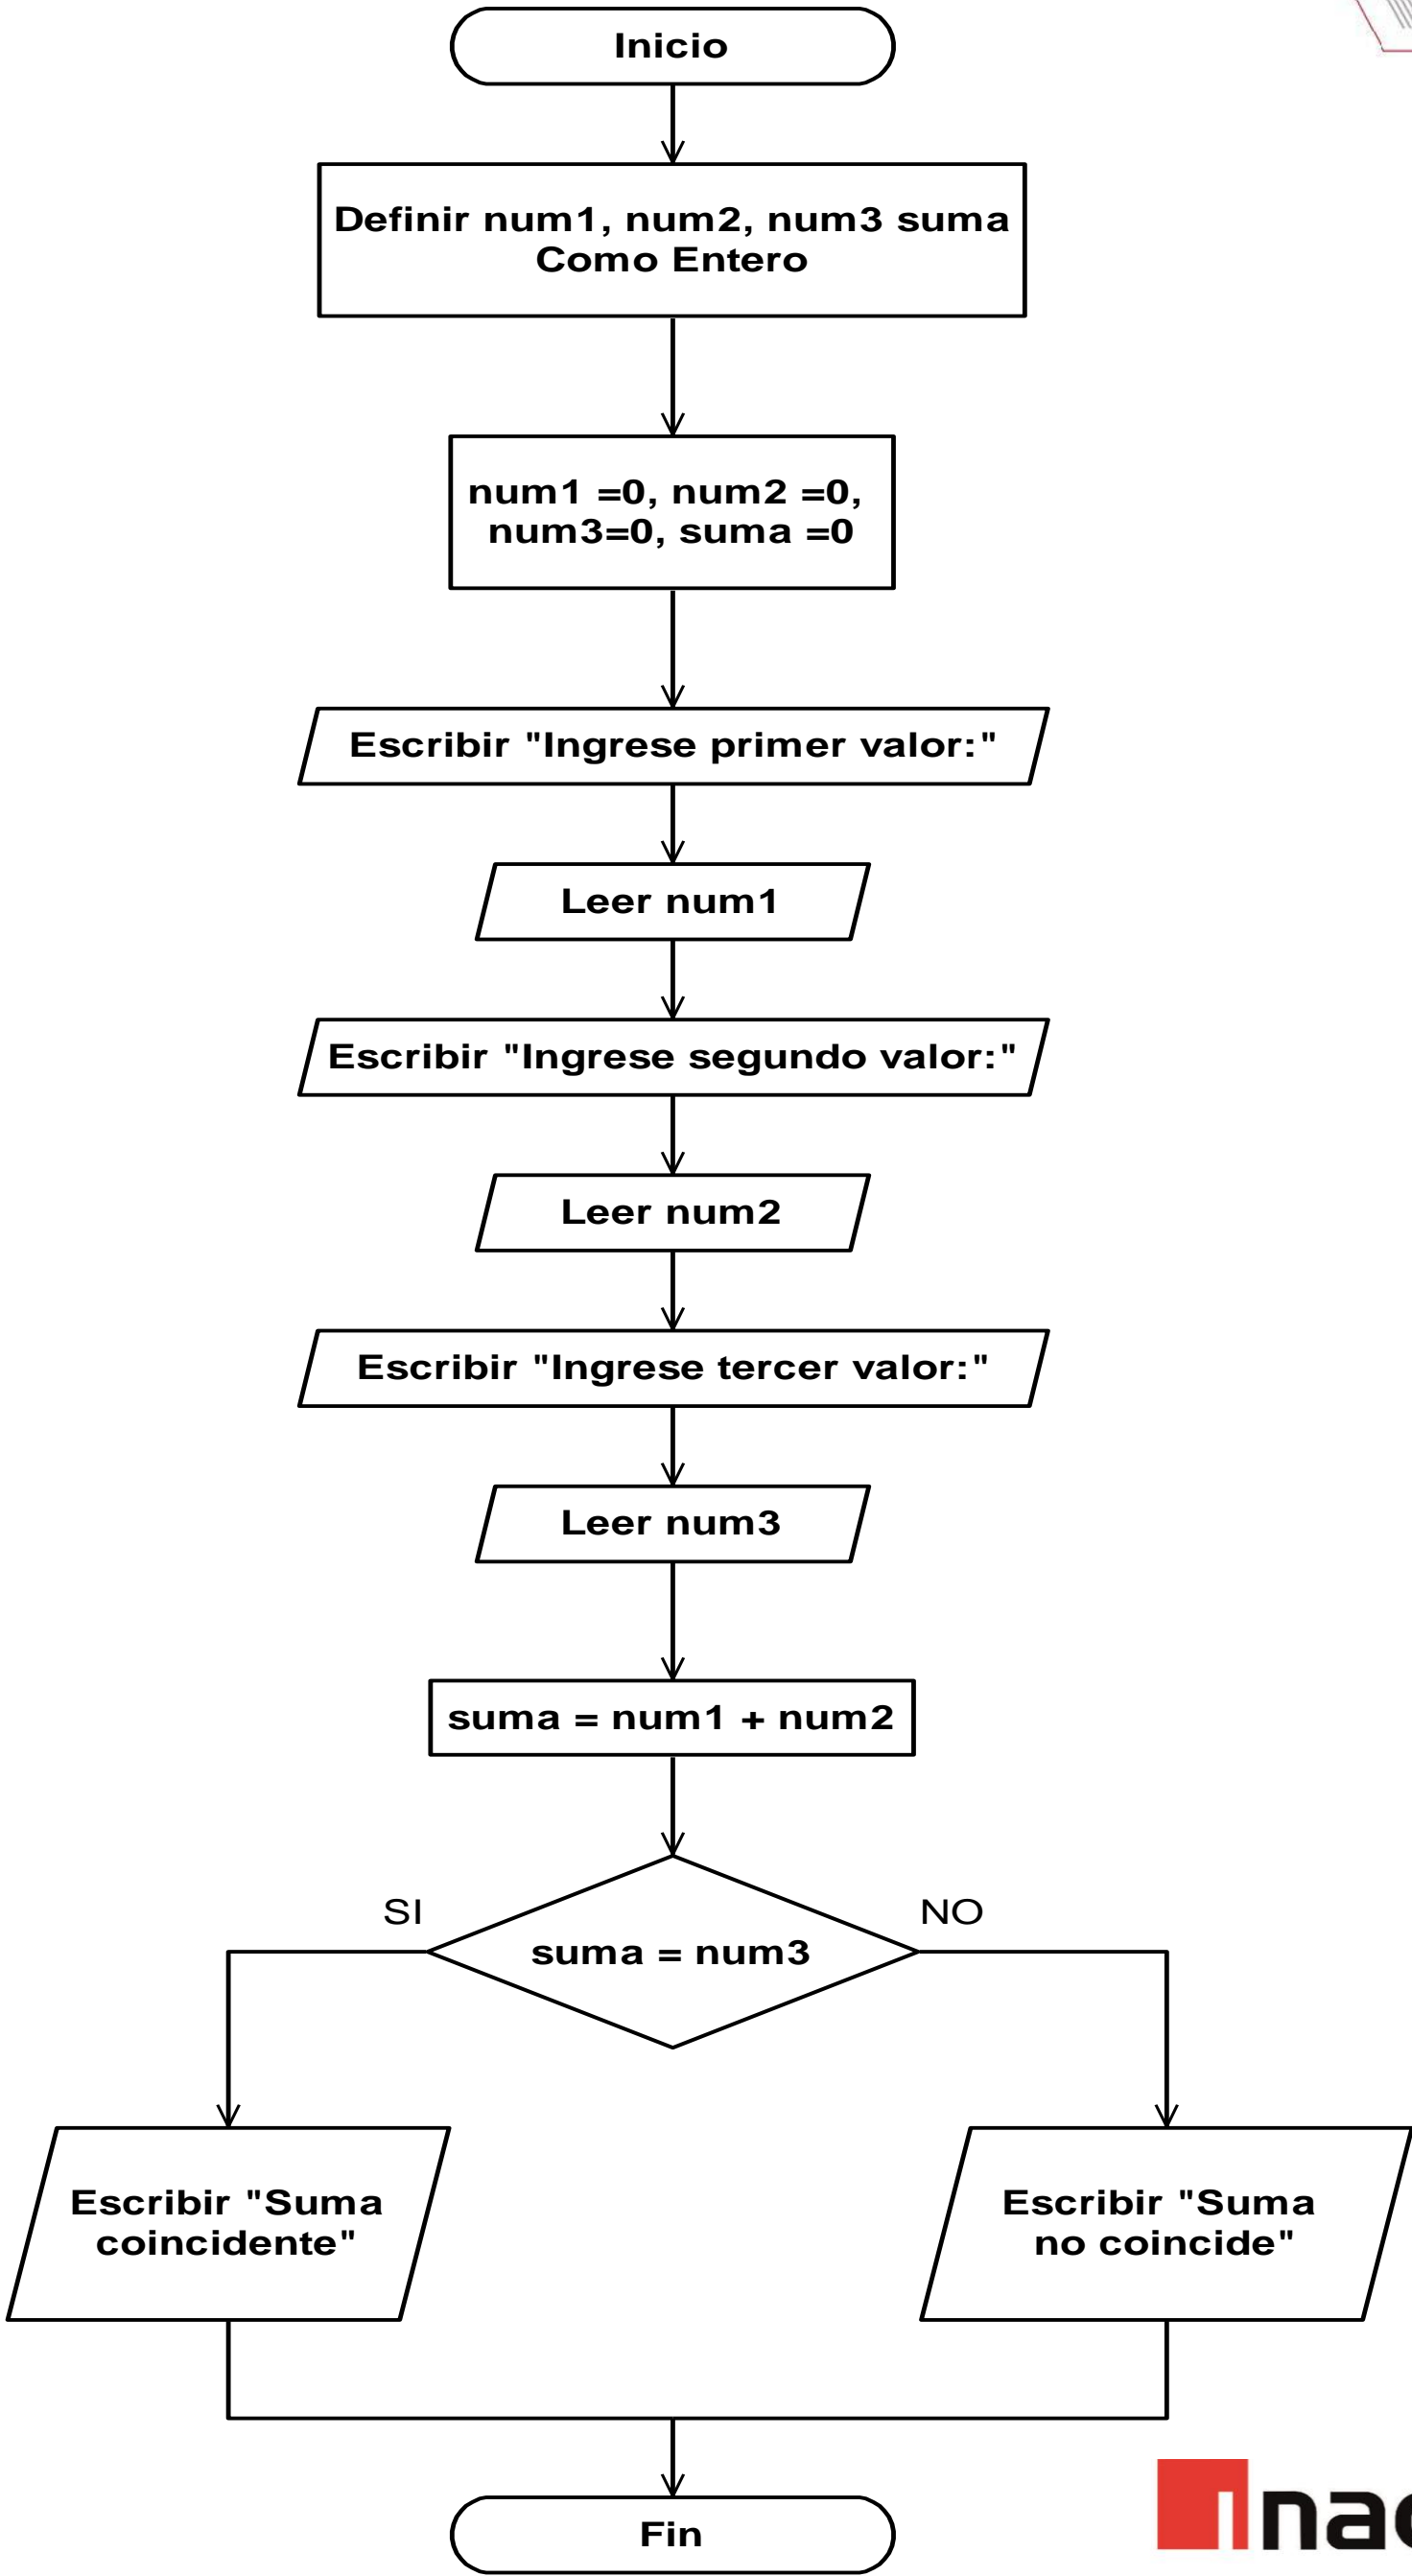 Inicio
Definir num1, num2, num3 suma
Como Entero
num1 =0, num2 =0,
num3=0, suma =0
Escribir "Ingrese primer valor:"
Leer num1
Escribir "Ingrese segundo valor:"
Leer num2
Escribir "Ingrese tercer valor:"
Leer num3
suma = num1 + num2
SI
NO
suma = num3
Escribir "Suma
coincidente"
Escribir "Suma
no coincide"
Fin